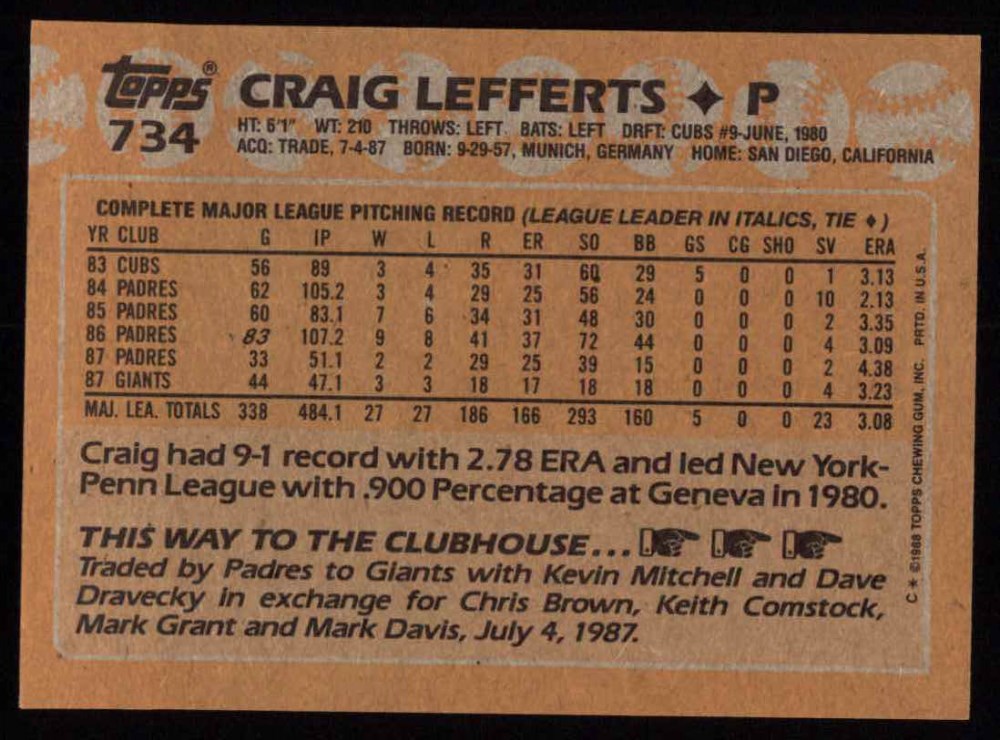 topps® CRAIG LEFFERTS ♦ P
734 HT: 6'1" WT: 210 THROWS: LEFT BATS: LEFT DRFT: CUBS #9-JUNE, 1980
ACQ: TRADE, 7-4-87 BORN: 9-29-57, MUNICH, GERMANY HOME: SAN DIEGO, CALIFORNIA
COMPLETE MAJOR LEAGUE PITCHING RECORD (LEAGUE LEADER IN ITALICS, TIE ♦)
YR CLUB G IP W L R ER SO BB GS CG SHO SV ERA
83 CUBS 56 89 3 4 35 31 60 29 5 0 0 1 3.13
84 PADRES 62 105.2 3 4 29 25 56 24 0 0 0 10 2.13
85 PADRES 60 83.1 7 6 34 31 48 30 0 0 0 2 3.35
86 PADRES 83 107.2 9 8 41 37 72 44 0 0 0 4 3.09
87 PADRES 33 51.1 2 2 29 25 39 15 0 0 0 2 4.38
87 GIANTS 44 47.1 3 3 18 17 18 18 0 0 0 4 3.23
MAJ. LEA. TOTALS 338 484.1 27 27 186 166 293 160 5 0 0 23 3.08
Craig had 9-1 record with 2.78 ERA and led New York-
Penn League with .900 Percentage at Geneva in 1980.
THIS WAY TO THE CLUBHOUSE...
Traded by Padres to Giants with Kevin Mitchell and Dave
Dravecky in exchange for Chris Brown, Keith Comstock,
Mark Grant and Mark Davis, July 4, 1987.
C * ©1988 TOPPS CHEWING GUM, INC. PRTD. IN U.S.A.